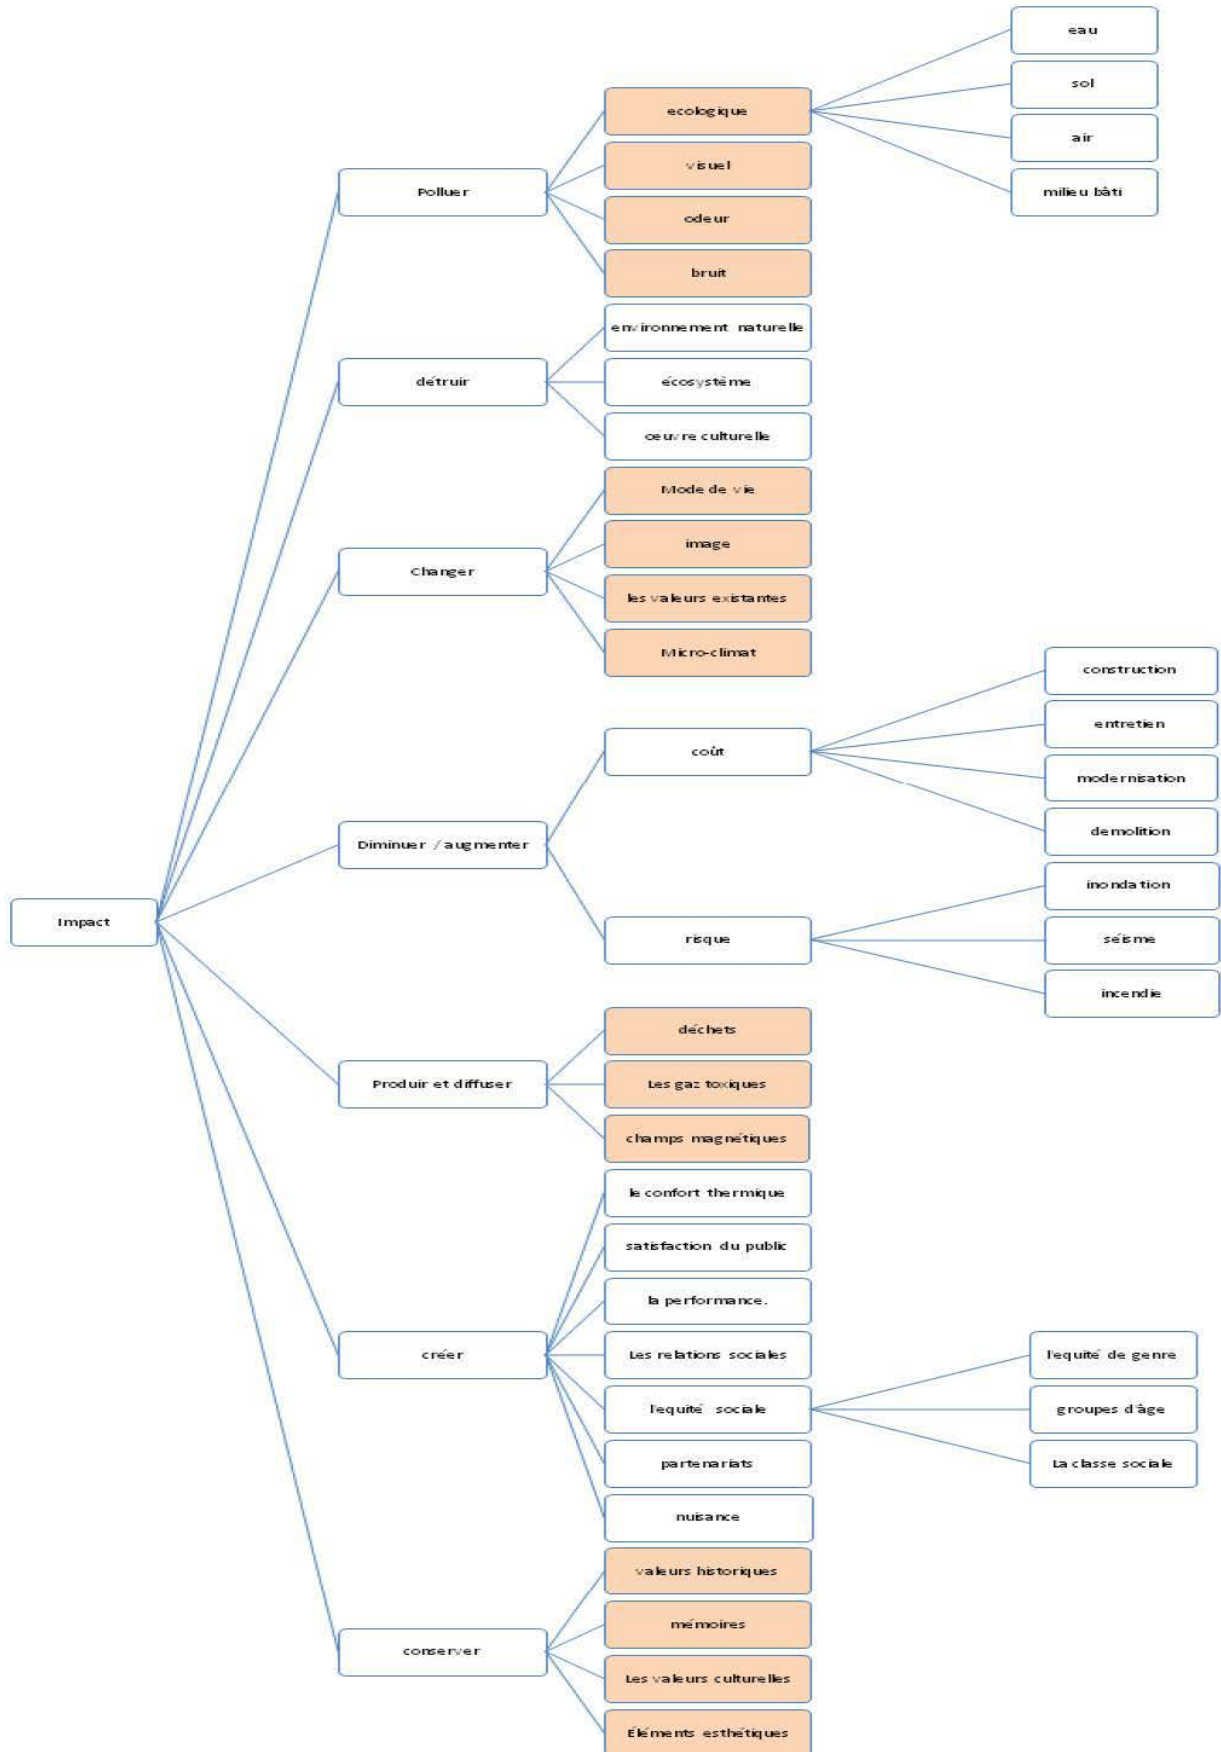 Impact
Polluer
ecologique
eau
sol
air
milieu bâti
visuel
odeur
bruit
détruir
environnement naturelle
écosystème
œuvre culturelle
Changer
Mode de vie
image
les valeurs existantes
Micro-climat
Diminuer / augmenter
coût
construction
entretien
modernisation
demolition
risque
inondation
séisme
incendie
Produir et diffuser
déchets
Les gaz toxiques
champs magnétiques
créer
le confort thermique
satisfaction du public
la performance.
Les relations sociales
l'equité sociale
l'equité de genre
groupes d'âge
La classe sociale
partenariats
nuisance
conserver
valeurs historiques
mémoires
Les valeurs culturelles
Éléments esthétiques